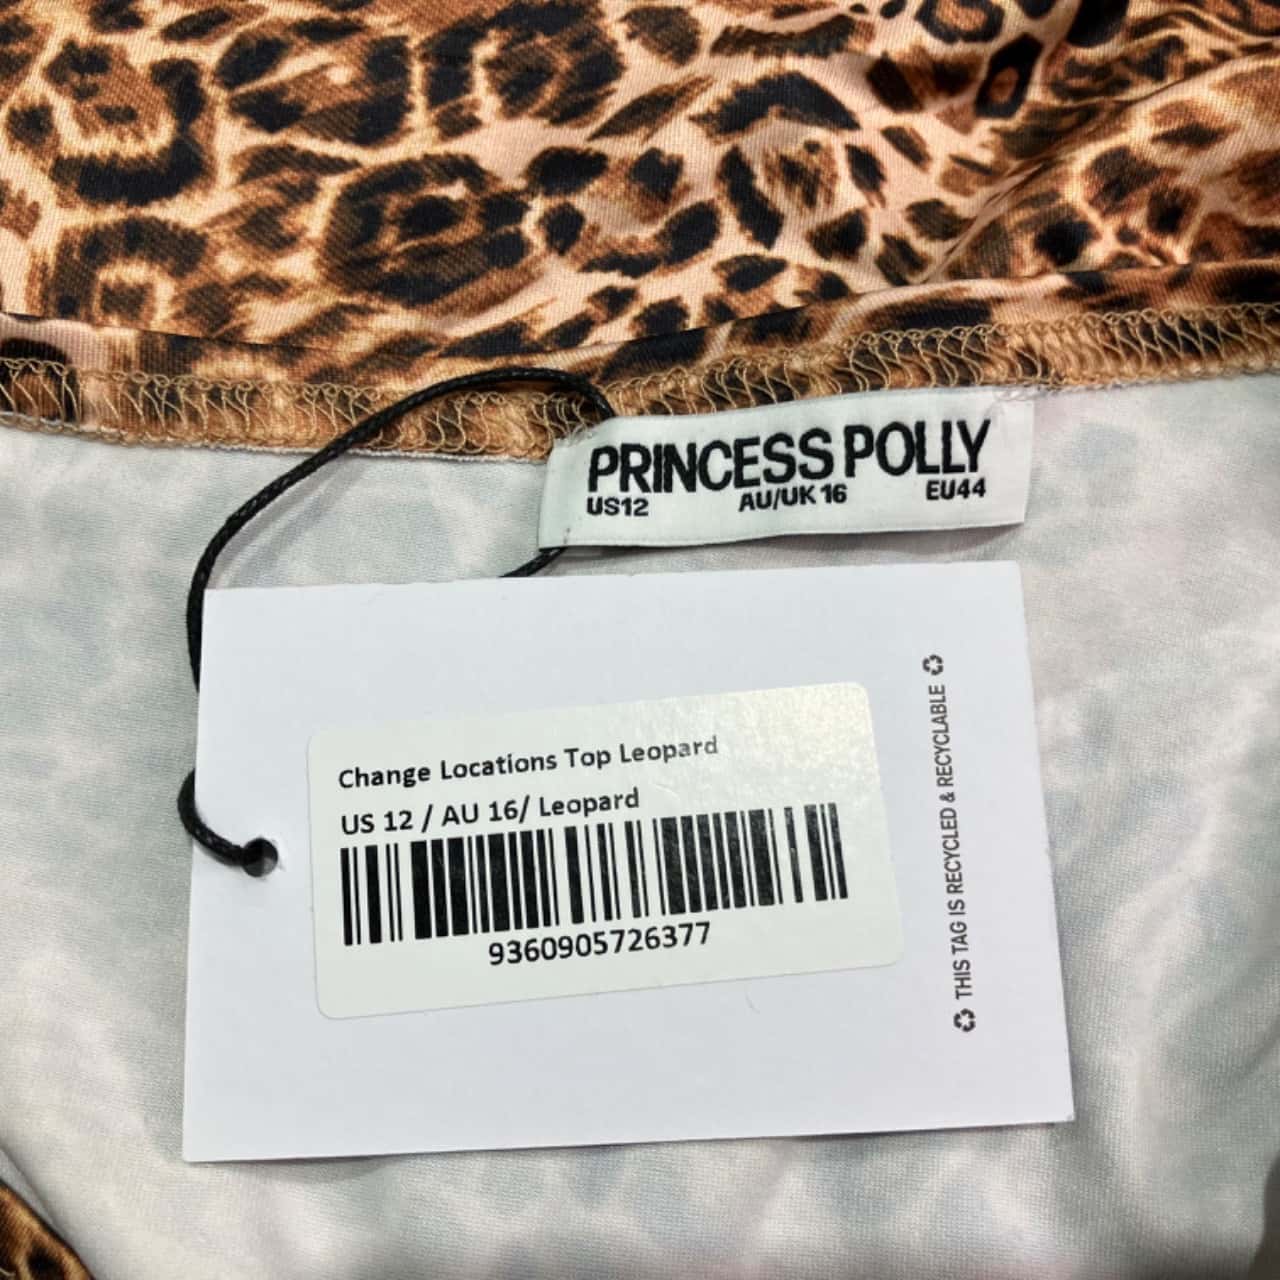 PRINCESS POLLY
US12 AU/UK 16 EU44
Change Locations Top Leopard
US 12 / AU 16/ Leopard
9360905726377
THIS TAG IS RECYCLED & RECYCLABLE